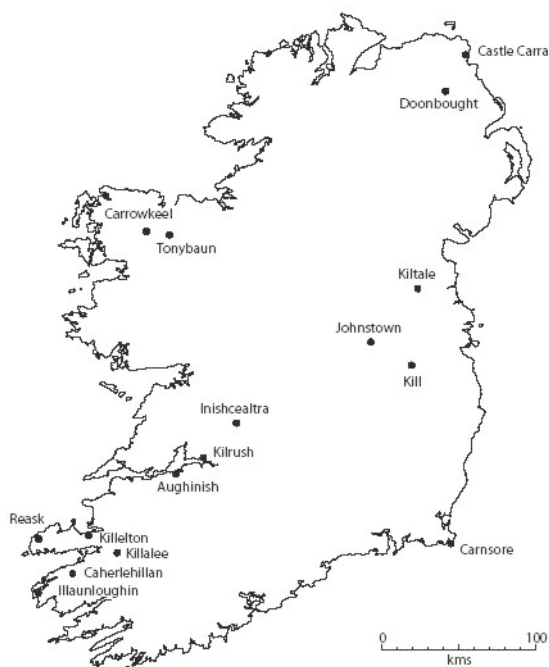 Castle Carra
Doonbought
Carrowkeel
Tonybaun
Kiltale
Johnstown
Kill
Inishcealtra
Kilrush
Aughinish
Reask
Killelton
Killalee
Carnsore
Caherlehillan
Illaunloughin
0 100
kms